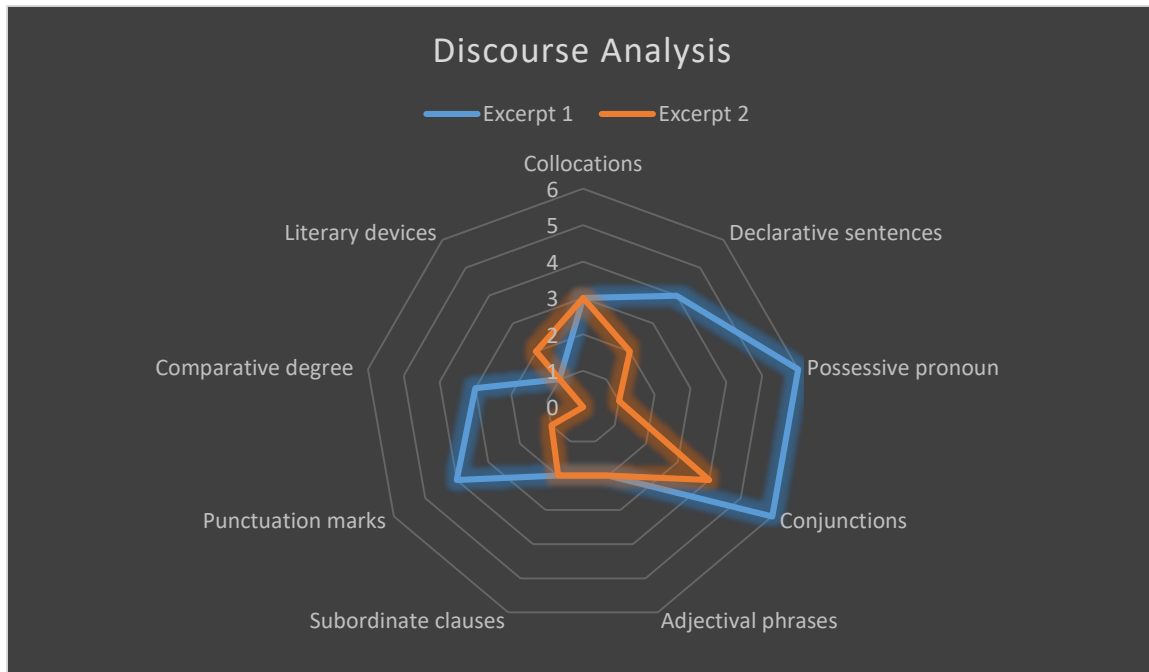 Discourse Analysis
Excerpt 1 Excerpt 2
Collocations
6
5
4
3
2
1
0
Declarative sentences
Possessive pronoun
Conjunctions
Adjectival phrases
Subordinate clauses
Punctuation marks
Comparative degree
Literary devices